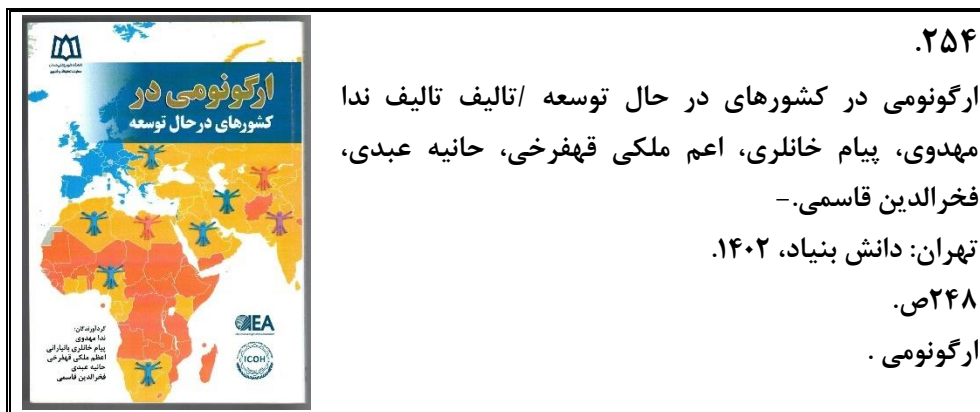 ۲۵۴.
ارگونومی در کشورهای در حال توسعه /تالیف تالیف ندا
مهدوی، پیام خانلری، اعم ملکی قهفرخی، حانیه عبدی،
فخرالدین قاسمی.-
تهران: دانش بنیاد، ۱۴۰۲.
۲۴۸ص.
ارگونومی .
ارگونومی در
کشورهای در حال توسعه
گردآورندگان:
ندا مهدوی
پیام خانلری بابارانی
اعظم ملکی قهفرخی
حانیه عبدی
فخرالدین قاسمی
IEA
ICOH